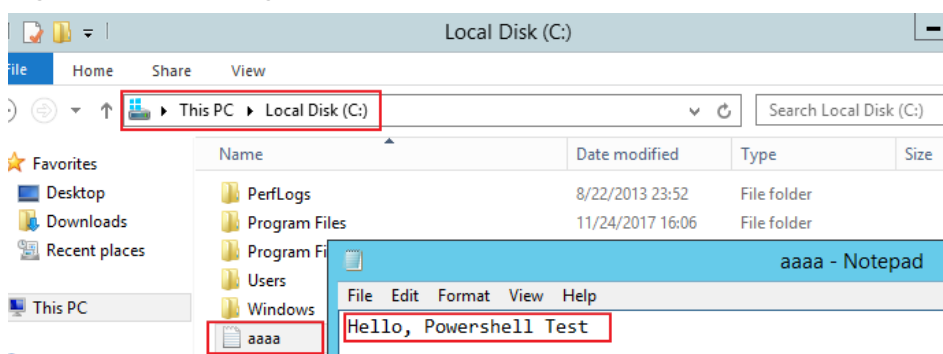 Local Disk (C:)
File Home Share View
This PC Local Disk (C:) Search Local Disk (C:)
Favorites
Desktop
Downloads
Recent places
This PC
Name Date modified Type Size
PerfLogs 8/22/2013 23:52 File folder
Program Files 11/24/2017 16:06 File folder
Program Fi
Users
Windows
aaaa
aaaa - Notepad
File Edit Format View Help
Hello, Powershell Test